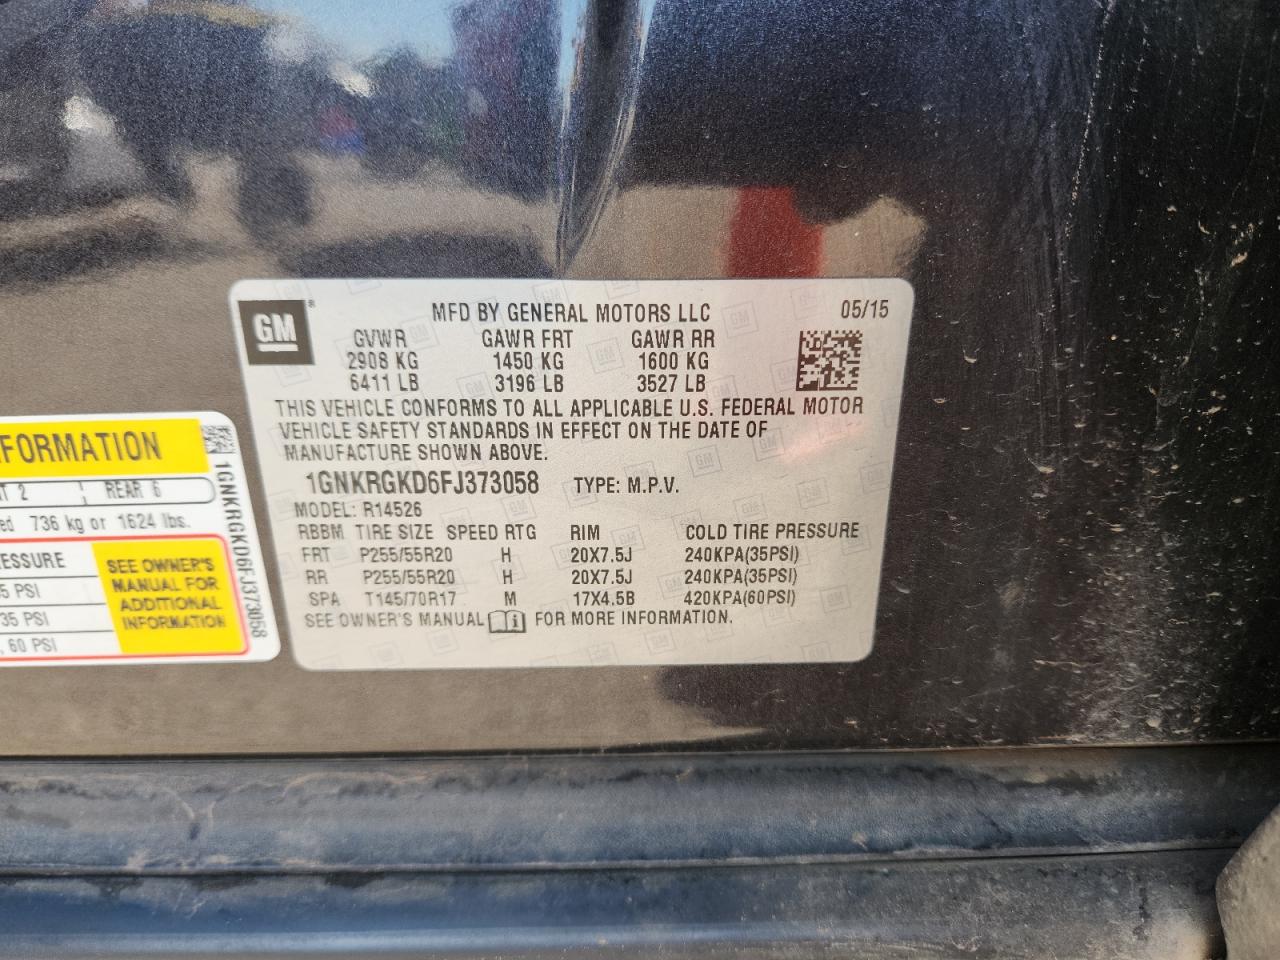 GM
®
MFD BY GENERAL MOTORS LLC 05/15
GVWR GAWR FRT GAWR RR
2908 KG 1450 KG 1600 KG
6411 LB 3196 LB 3527 LB
THIS VEHICLE CONFORMS TO ALL APPLICABLE U.S. FEDERAL MOTOR
VEHICLE SAFETY STANDARDS IN EFFECT ON THE DATE OF
MANUFACTURE SHOWN ABOVE.
1GNKRGKD6FJ373058 TYPE: M.P.V.
MODEL: R14526
RBBM TIRE SIZE SPEED RTG RIM COLD TIRE PRESSURE
FRT P255/55R20 H 20X7.5J 240KPA(35PSI)
RR P255/55R20 H 20X7.5J 240KPA(35PSI)
SPA T145/70R17 M 17X4.5B 420KPA(60PSI)
SEE OWNER'S MANUAL FOR MORE INFORMATION.
FORMATION
2 REAR 6
ed 736 kg or 1624 lbs.
ESSURE
5 PSI
35 PSI
, 60 PSI
SEE OWNER'S
MANUAL FOR
ADDITIONAL
INFORMATION
1GNKRGKD6FJ373058